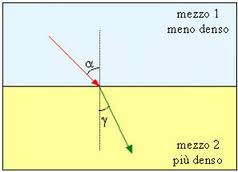 mezzo 1
meno denso
α
γ
mezzo 2
più denso